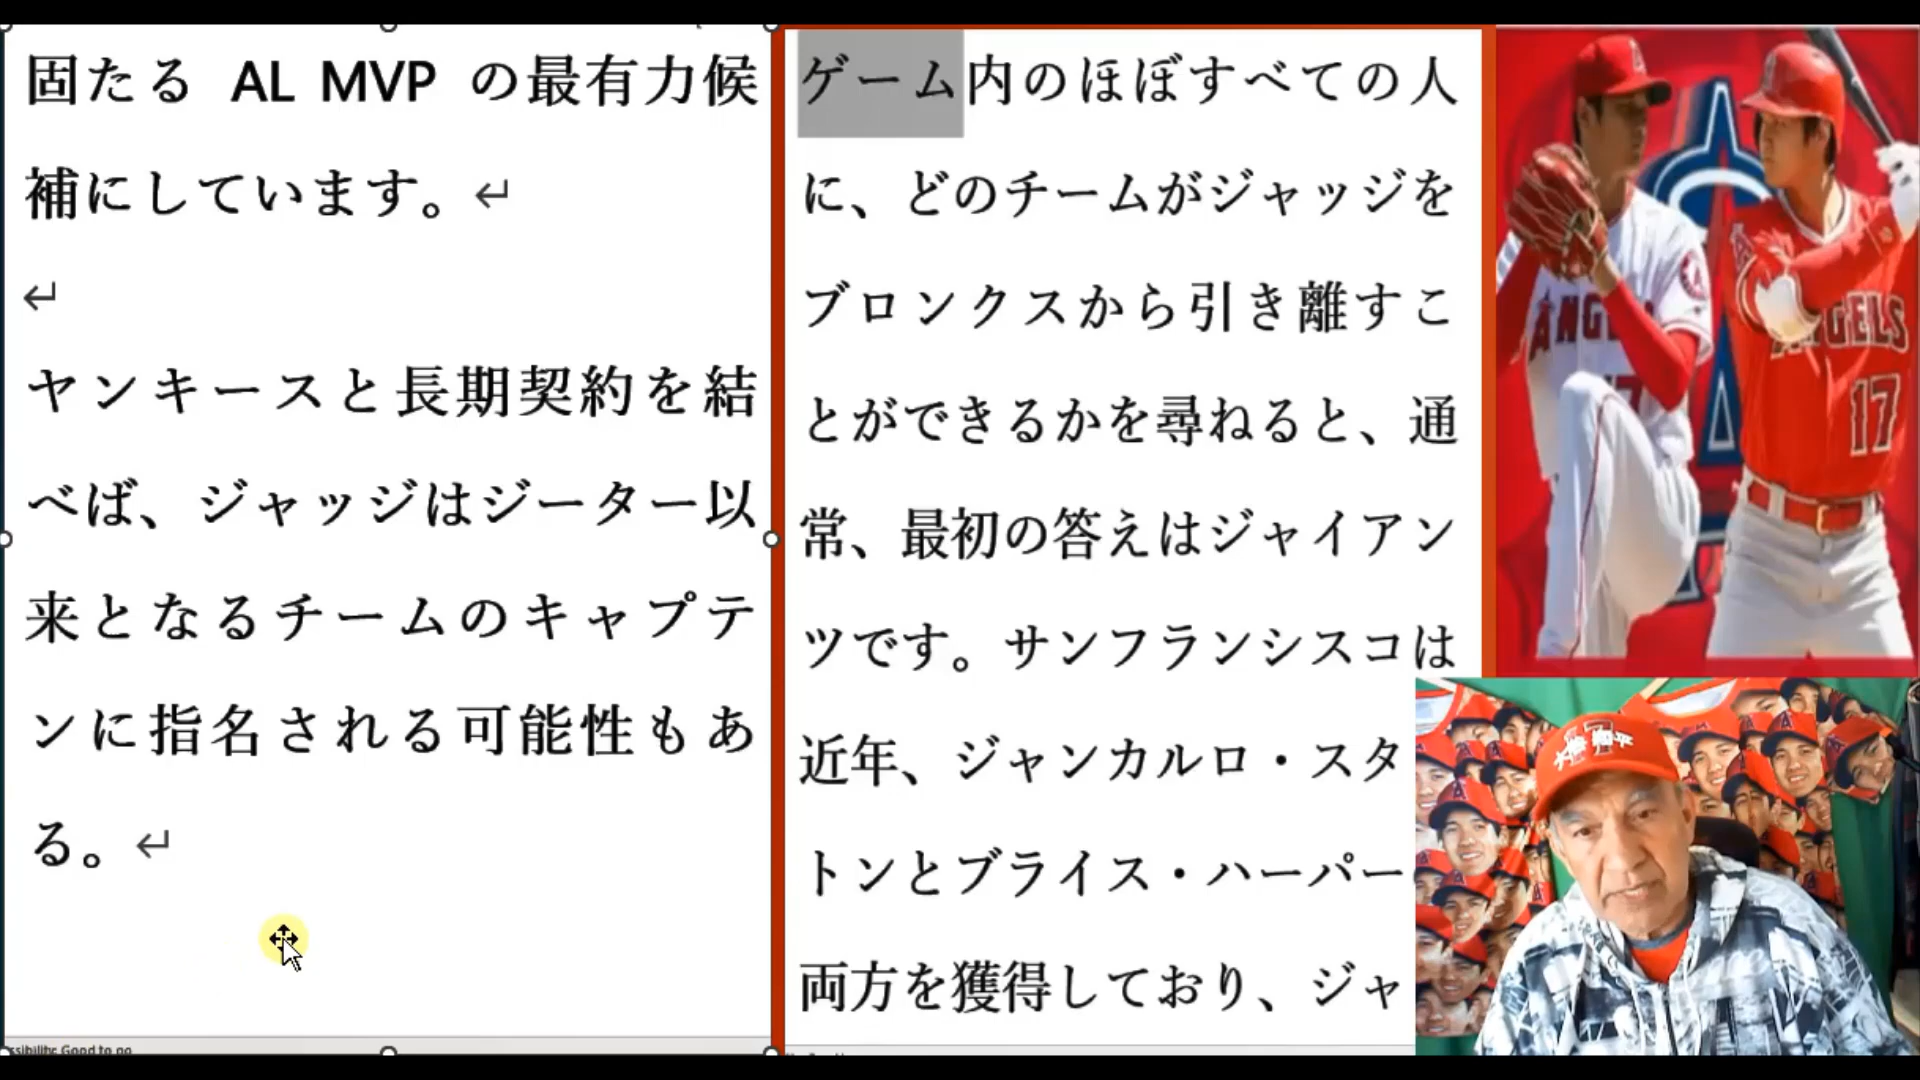 固たる AL MVP の最有力候
補にしています。↵
↵
ヤンキースと長期契約を結
べば、ジャッジはジーター以
来となるチームのキャプテ
ンに指名される可能性もあ
る。↵
ゲーム内のほぼすべての人
に、どのチームがジャッジを
ブロンクスから引き離すこ
とができるかを尋ねると、通
常、最初の答えはジャイアン
ツです。サンフランシスコは
近年、ジャンカルロ・スタ
トンとブライス・ハーパー
両方を獲得しており、ジャ
ANGELS
17
Good to go